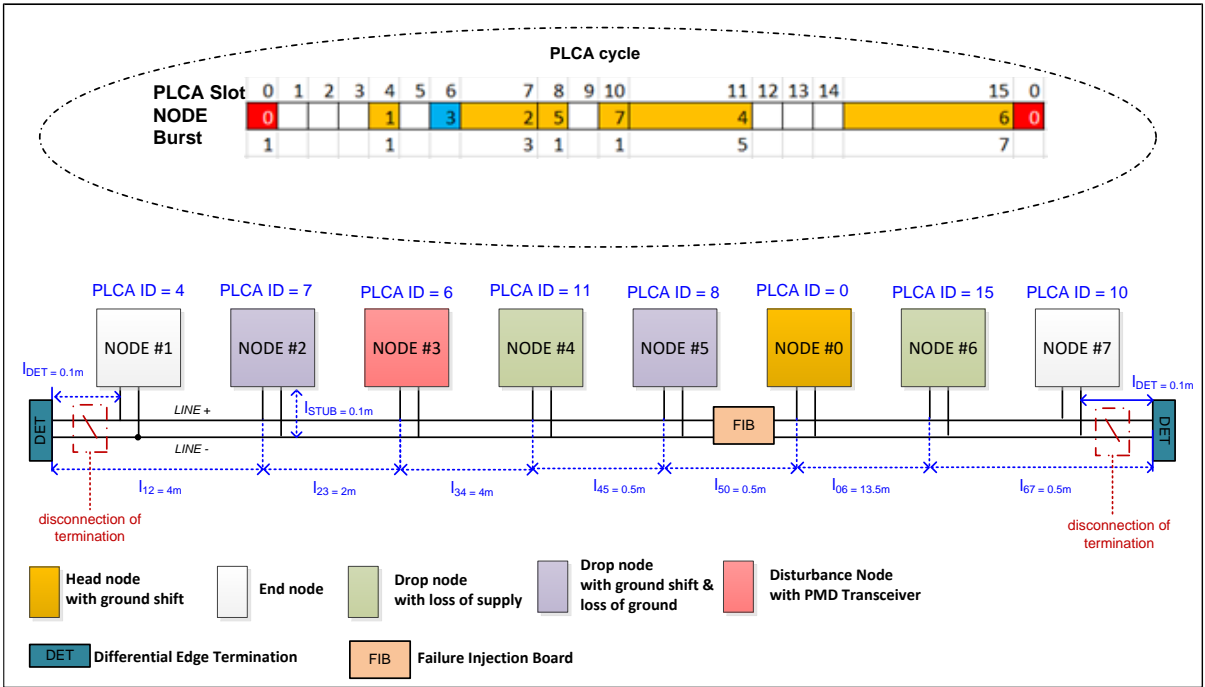 PLCA cycle
PLCA Slot 0 1 2 3 4 5 6 7 8 9 10 11 12 13 14 15 0
NODE 0 1 3 2 5 7 4 6 0
Burst 1 1 3 1 1 5 7
PLCA ID = 4 PLCA ID = 7 PLCA ID = 6 PLCA ID = 11 PLCA ID = 8 PLCA ID = 0 PLCA ID = 15 PLCA ID = 10
NODE #1 NODE #2 NODE #3 NODE #4 NODE #5 NODE #0 NODE #6 NODE #7
lDET = 0.1m lDET = 0.1m
LINE + lSTUB = 0.1m
DET FIB DET
LINE -
l12 = 4m l23 = 2m l34 = 4m l45 = 0.5m l50 = 0.5m l06 = 13.5m l67 = 0.5m
disconnection of
termination
disconnection of
termination
Head node
with ground shift
End node
Drop node
with loss of supply
Drop node
with ground shift &
loss of ground
Disturbance Node
with PMD Transceiver
DET Differential Edge Termination
FIB Failure Injection Board